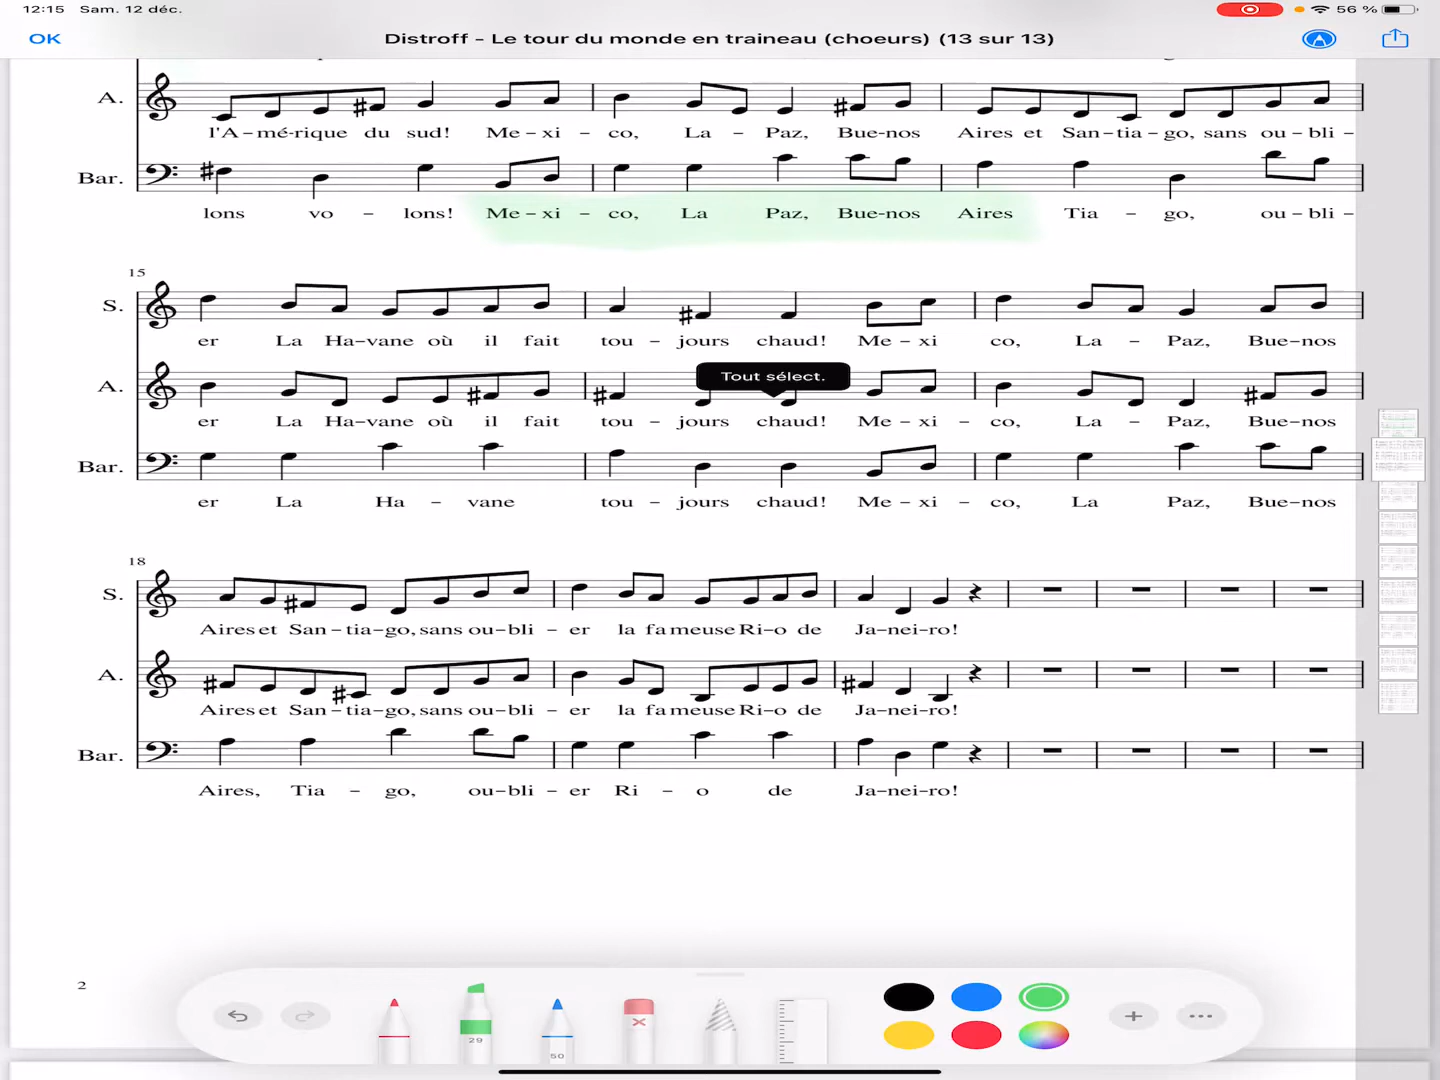 12:15 Sam. 12 déc. 56 %
OK Distroff - Le tour du monde en traineau (choeurs) (13 sur 13)
A.
l'A-mé-rique du sud! Me-xi-co, La-Paz, Bue-nos Aires et San-tia-go, sans ou-bli-
Bar.
lons vo-lons! Me-xi-co, La Paz, Bue-nos Aires Tia-go, ou-bli-
15
S.
er La Ha-vane où il fait tou-jours chaud! Me-xi co, La-Paz, Bue-nos
A.
Tout sélect.
er La Ha-vane où il fait tou-jours chaud! Me-xi-co, La-Paz, Bue-nos
Bar.
er La Ha-vane tou-jours chaud! Me-xi-co, La Paz, Bue-nos
18
S.
Aires et San-tia-go, sans ou-bli-er la fameuse Ri-o de Ja-nei-ro!
A.
Aires et San-tia-go, sans ou-bli-er la fameuse Ri-o de Ja-nei-ro!
Bar.
Aires, Tia-go, ou-bli-er Ri-o de Ja-nei-ro!
2
29
50